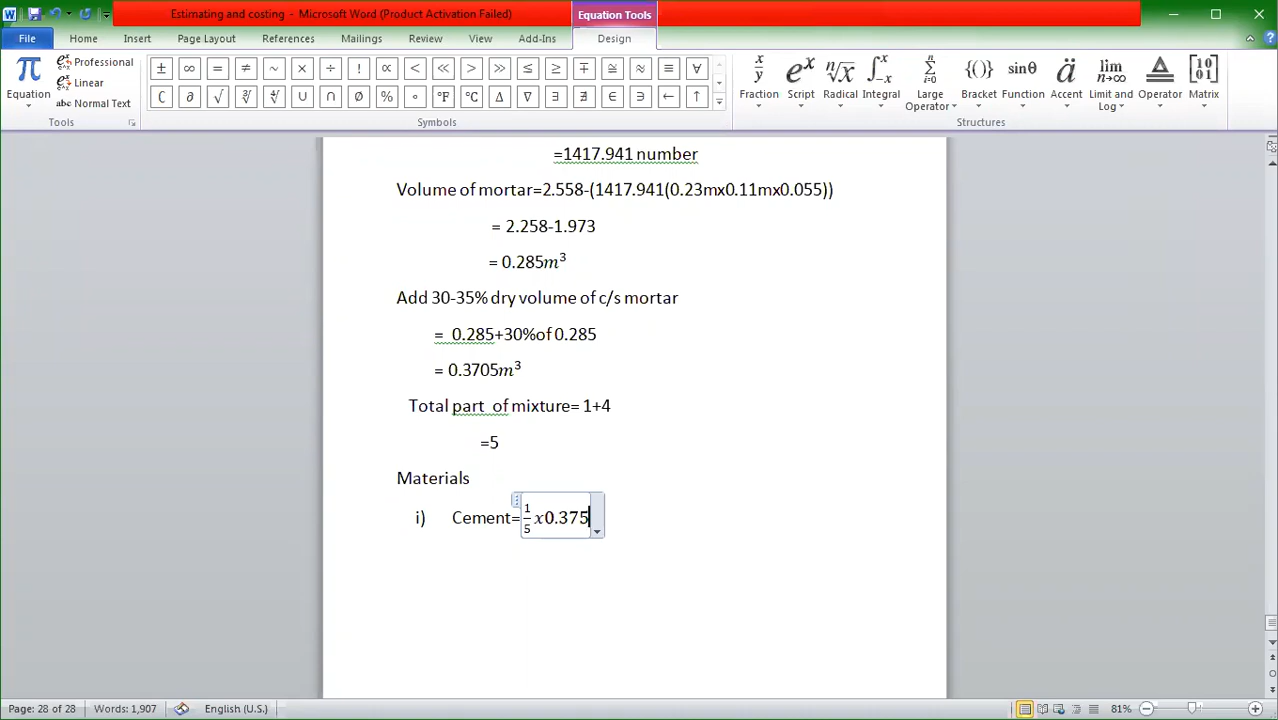 Estimating and costing - Microsoft Word (Product Activation Failed)
Equation Tools
File Home Insert Page Layout References Mailings Review View Add-Ins Design
π Equation
Professional
Linear
abc Normal Text
Tools
± ∞ = ≠ ~ × ÷ ! ∝ < ≪ > ≫ ≤ ≥ ∓ ≅ ≈ ≡ ∀
∁ ∂ √ ∛ ∜ ∪ ∩ ∅ % ° °F °C ∆ ∇ ∃ ∄ ∈ ∋ ← ↑
Symbols
Fraction Script Radical Integral Large Operator Bracket Function Accent Limit and Log Operator Matrix
Structures
=1417.941 number
Volume of mortar=2.558-(1417.941(0.23mx0.11mx0.055))
= 2.258-1.973
= 0.285m³
Add 30-35% dry volume of c/s mortar
= 0.285+30%of 0.285
= 0.3705m³
Total part of mixture= 1+4
=5
Materials
i) Cement=1/5 x0.375
Page: 28 of 28 Words: 1,907 English (U.S.) 81%